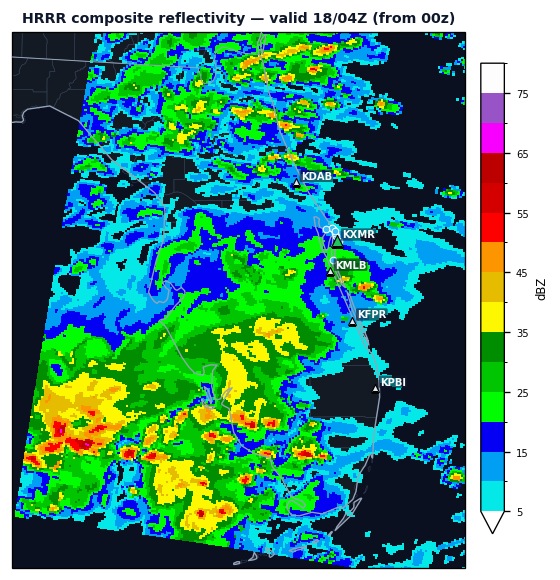 HRRR composite reflectivity — valid 18/04Z (from 00z)
KDAB
KXMR
KMLB
KFPR
KPBI
75
65
55
45
35
25
15
5
dBZ